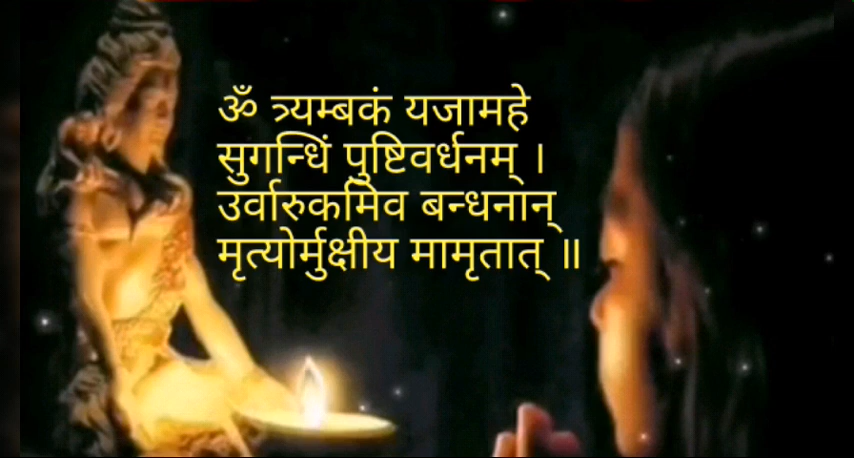 ॐ त्र्यम्बकं यजामहे
सुगन्धिं पुष्टिवर्धनम् ।
उर्वारुकमिव बन्धनान्
मृत्योर्मुक्षीय मामृतात् ॥